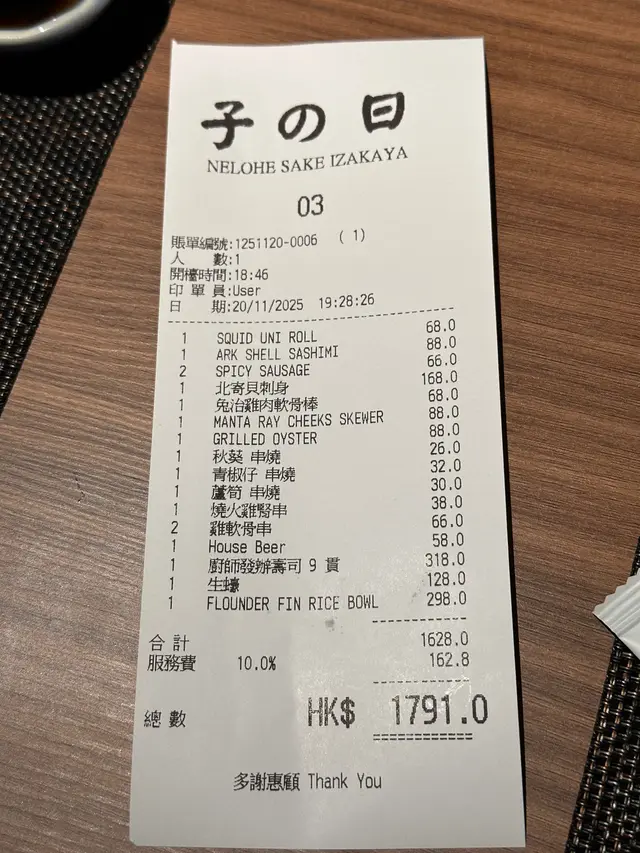 子の日
NELOHE SAKE IZAKAYA
03
賬單編號:1251120-0006 ( 1)
人 數:1
開檯時間:18:46
印 單 員:User
日 期:20/11/2025 19:28:26
1 SQUID UNI ROLL 68.0
1 ARK SHELL SASHIMI 88.0
2 SPICY SAUSAGE 66.0
1 北寄貝刺身 168.0
1 免治雞肉軟骨棒 68.0
1 MANTA RAY CHEEKS SKEWER 88.0
1 GRILLED OYSTER 88.0
1 秋葵 串燒 26.0
1 青椒仔 串燒 32.0
1 蘆筍 串燒 30.0
1 燒火雞腎串 38.0
2 雞軟骨串 66.0
1 House Beer 58.0
1 廚師發辦壽司 9 貫 318.0
1 生蠔 128.0
1 FLOUNDER FIN RICE BOWL 298.0
合 計 1628.0
服務費 10.0% 162.8
總 數 HK$ 1791.0
多謝惠顧 Thank You